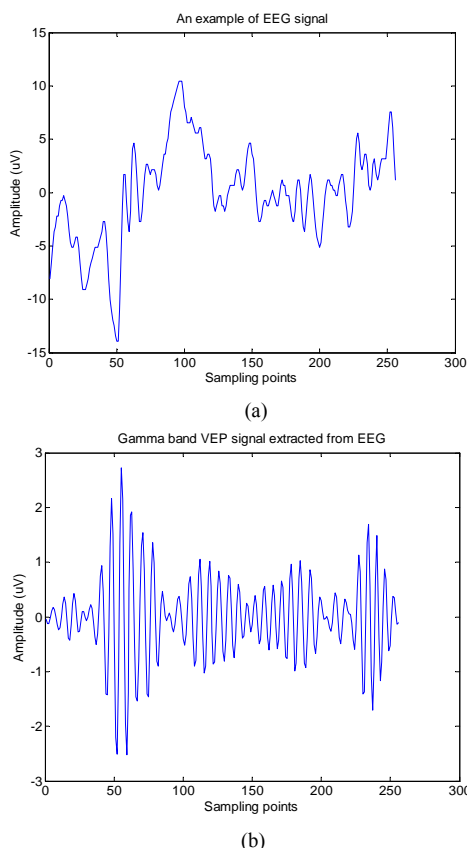 An example of EEG signal
15
10
5
0
-5
-10
-15
Amplitude (uV)
0 50 100 150 200 250 300
Sampling points
(a)
Gamma band VEP signal extracted from EEG
3
2
1
0
-1
-2
-3
Amplitude (uV)
0 50 100 150 200 250 300
Sampling points
(b)